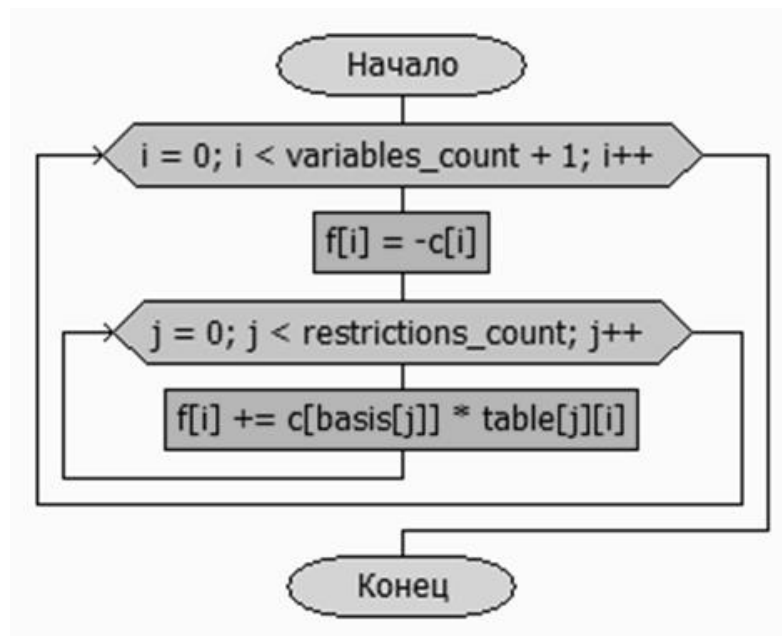 Начало
i = 0; i < variables_count + 1; i++
f[i] = -c[i]
j = 0; j < restrictions_count; j++
f[i] += c[basis[j]] * table[j][i]
Конец